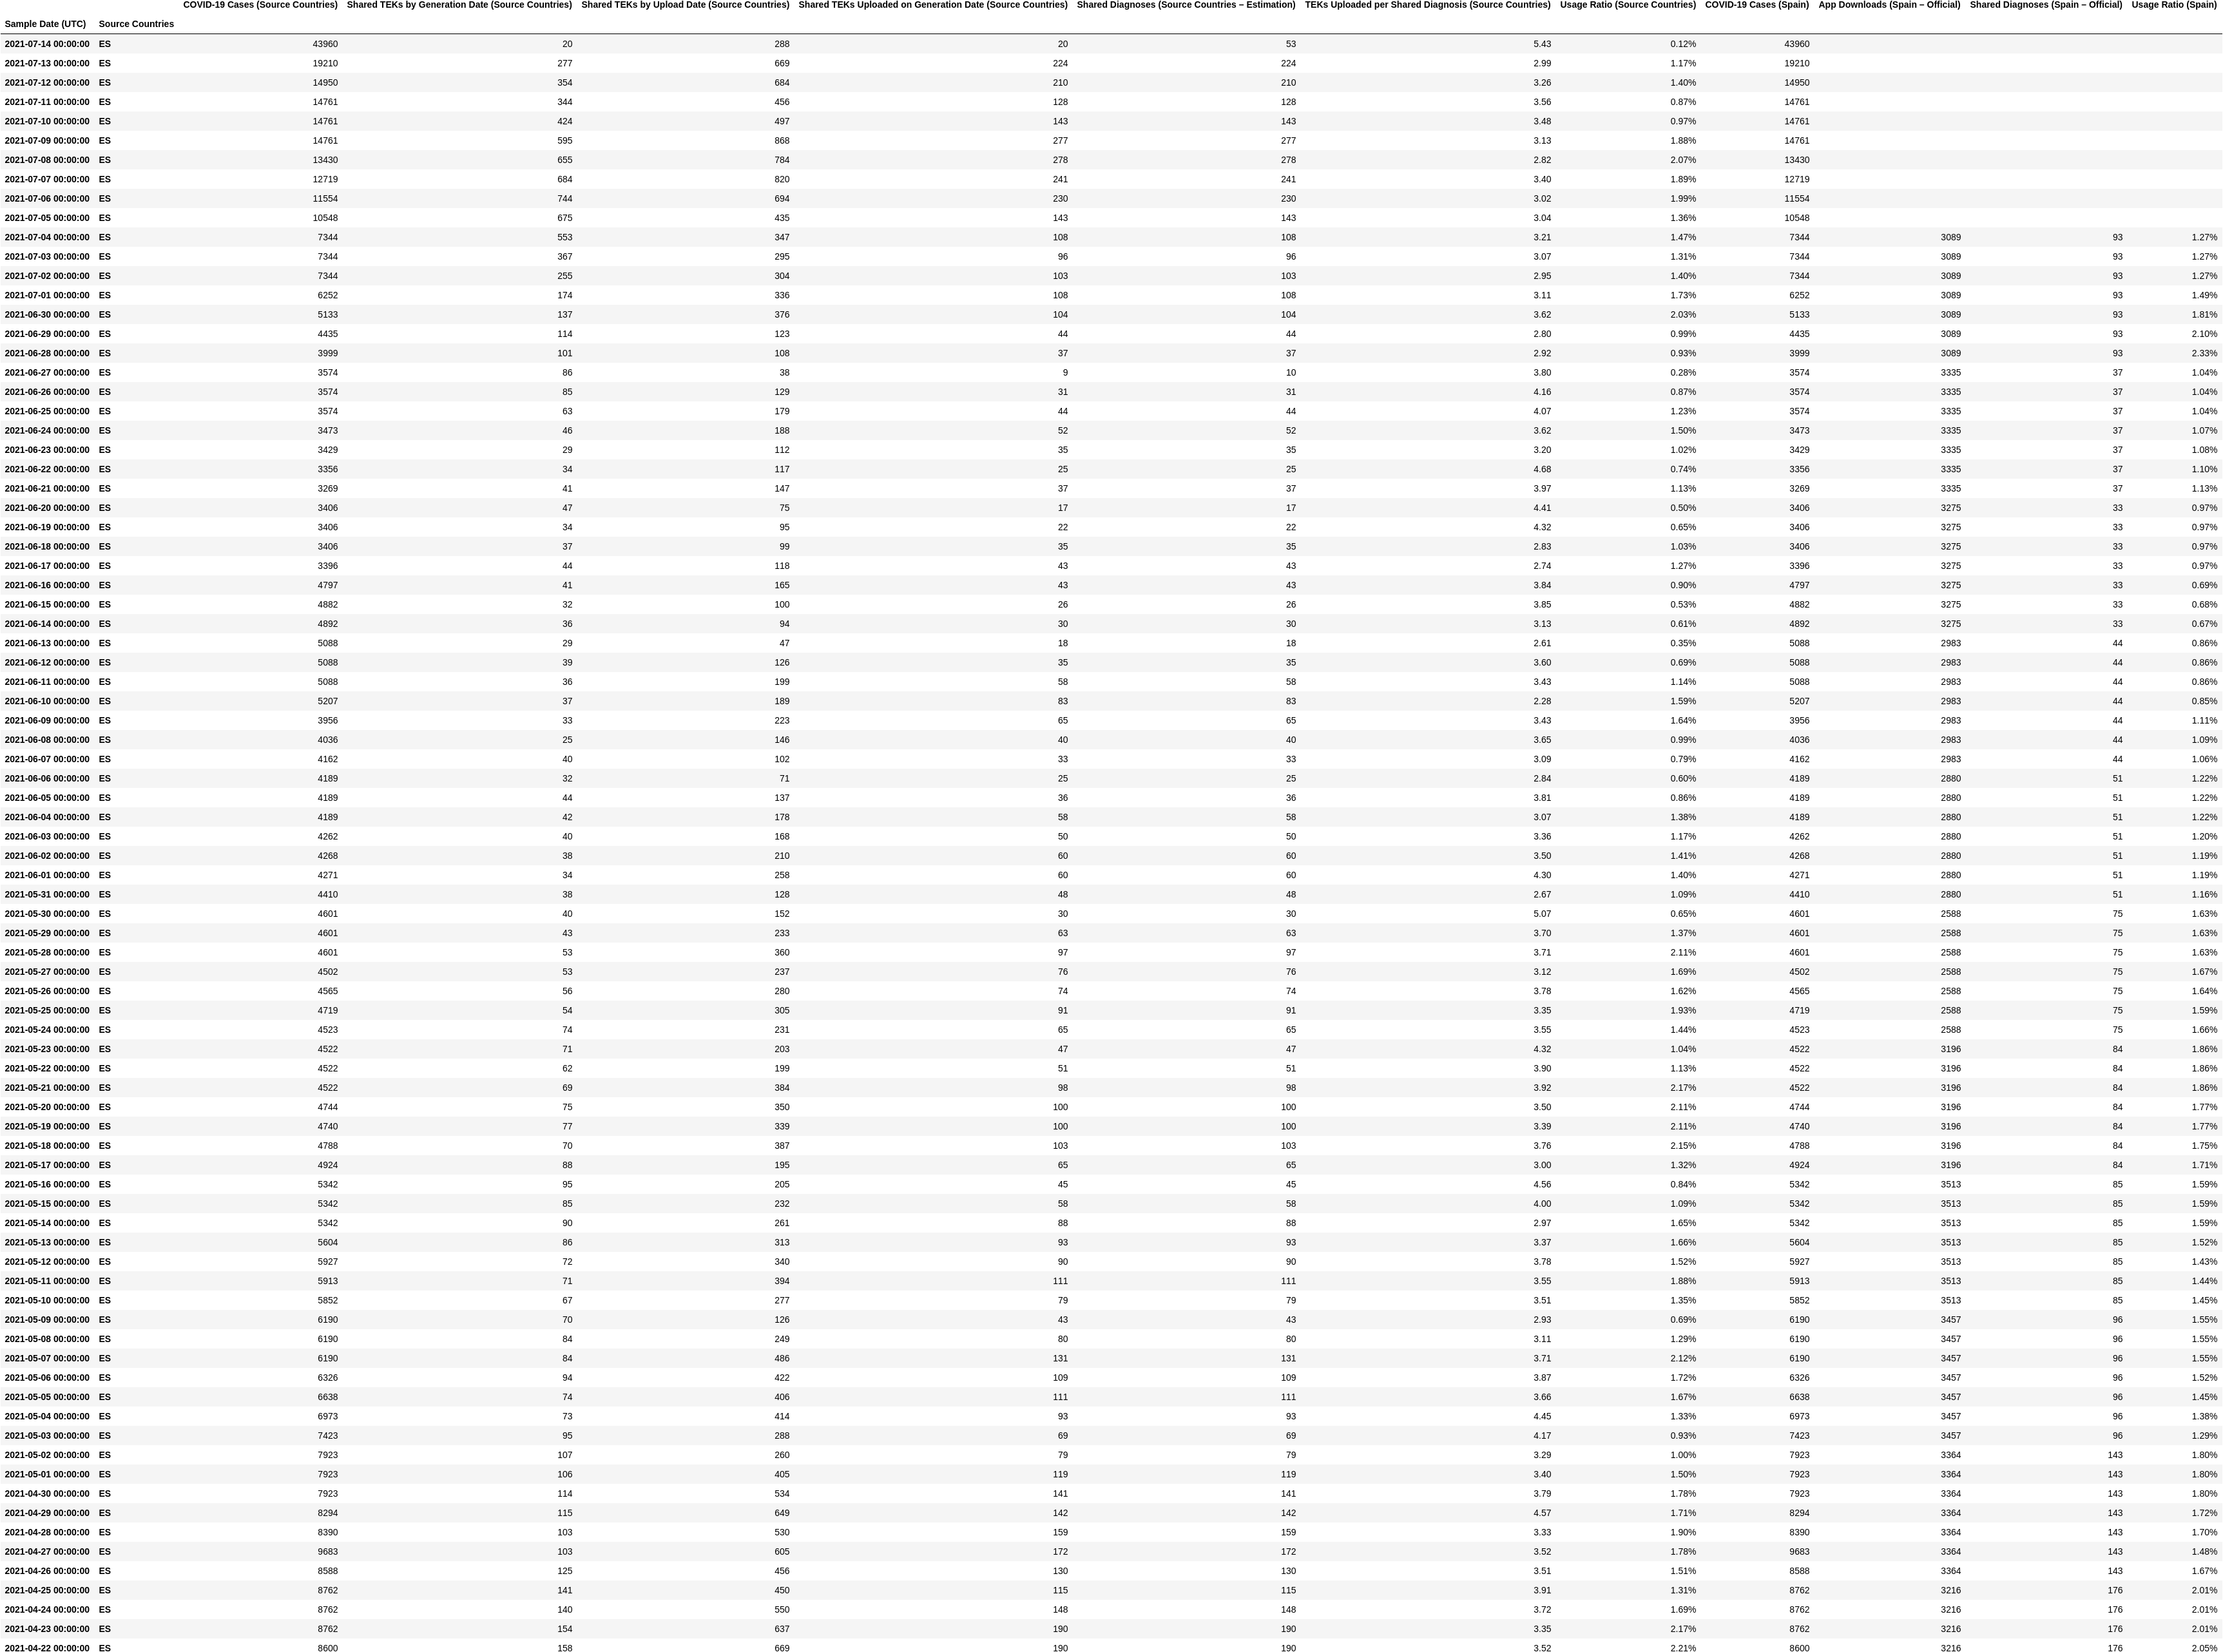 COVID-19 Cases (Source Countries) Shared TEKs by Generation Date (Source Countries) Shared TEKs by Upload Date (Source Countries) Shared TEKs Uploaded on Generation Date (Source Countries) Shared Diagnoses (Source Countries – Estimation) TEKs Uploaded per Shared Diagnosis (Source Countries) Usage Ratio (Source Countries) COVID-19 Cases (Spain) App Downloads (Spain – Official) Shared Diagnoses (Spain – Official) Usage Ratio (Spain)
Sample Date (UTC) Source Countries
2021-07-14 00:00:00 ES 43960 20 288 20 53 5.43 0.12% 43960
2021-07-13 00:00:00 ES 19210 277 669 224 224 2.99 1.17% 19210
2021-07-12 00:00:00 ES 14950 354 684 210 210 3.26 1.40% 14950
2021-07-11 00:00:00 ES 14761 344 456 128 128 3.56 0.87% 14761
2021-07-10 00:00:00 ES 14761 424 497 143 143 3.48 0.97% 14761
2021-07-09 00:00:00 ES 14761 595 868 277 277 3.13 1.88% 14761
2021-07-08 00:00:00 ES 13430 655 784 278 278 2.82 2.07% 13430
2021-07-07 00:00:00 ES 12719 684 820 241 241 3.40 1.89% 12719
2021-07-06 00:00:00 ES 11554 744 694 230 230 3.02 1.99% 11554
2021-07-05 00:00:00 ES 10548 675 435 143 143 3.04 1.36% 10548
2021-07-04 00:00:00 ES 7344 553 347 108 108 3.21 1.47% 7344 3089 93 1.27%
2021-07-03 00:00:00 ES 7344 367 295 96 96 3.07 1.31% 7344 3089 93 1.27%
2021-07-02 00:00:00 ES 7344 255 304 103 103 2.95 1.40% 7344 3089 93 1.27%
2021-07-01 00:00:00 ES 6252 174 336 108 108 3.11 1.73% 6252 3089 93 1.49%
2021-06-30 00:00:00 ES 5133 137 376 104 104 3.62 2.03% 5133 3089 93 1.81%
2021-06-29 00:00:00 ES 4435 114 123 44 44 2.80 0.99% 4435 3089 93 2.10%
2021-06-28 00:00:00 ES 3999 101 108 37 37 2.92 0.93% 3999 3089 93 2.33%
2021-06-27 00:00:00 ES 3574 86 38 9 10 3.80 0.28% 3574 3335 37 1.04%
2021-06-26 00:00:00 ES 3574 85 129 31 31 4.16 0.87% 3574 3335 37 1.04%
2021-06-25 00:00:00 ES 3574 63 179 44 44 4.07 1.23% 3574 3335 37 1.04%
2021-06-24 00:00:00 ES 3473 46 188 52 52 3.62 1.50% 3473 3335 37 1.07%
2021-06-23 00:00:00 ES 3429 29 112 35 35 3.20 1.02% 3429 3335 37 1.08%
2021-06-22 00:00:00 ES 3356 34 117 25 25 4.68 0.74% 3356 3335 37 1.10%
2021-06-21 00:00:00 ES 3269 41 147 37 37 3.97 1.13% 3269 3335 37 1.13%
2021-06-20 00:00:00 ES 3406 47 75 17 17 4.41 0.50% 3406 3275 33 0.97%
2021-06-19 00:00:00 ES 3406 34 95 22 22 4.32 0.65% 3406 3275 33 0.97%
2021-06-18 00:00:00 ES 3406 37 99 35 35 2.83 1.03% 3406 3275 33 0.97%
2021-06-17 00:00:00 ES 3396 44 118 43 43 2.74 1.27% 3396 3275 33 0.97%
2021-06-16 00:00:00 ES 4797 41 165 43 43 3.84 0.90% 4797 3275 33 0.69%
2021-06-15 00:00:00 ES 4882 32 100 26 26 3.85 0.53% 4882 3275 33 0.68%
2021-06-14 00:00:00 ES 4892 36 94 30 30 3.13 0.61% 4892 3275 33 0.67%
2021-06-13 00:00:00 ES 5088 29 47 18 18 2.61 0.35% 5088 2983 44 0.86%
2021-06-12 00:00:00 ES 5088 39 126 35 35 3.60 0.69% 5088 2983 44 0.86%
2021-06-11 00:00:00 ES 5088 36 199 58 58 3.43 1.14% 5088 2983 44 0.86%
2021-06-10 00:00:00 ES 5207 37 189 83 83 2.28 1.59% 5207 2983 44 0.85%
2021-06-09 00:00:00 ES 3956 33 223 65 65 3.43 1.64% 3956 2983 44 1.11%
2021-06-08 00:00:00 ES 4036 25 146 40 40 3.65 0.99% 4036 2983 44 1.09%
2021-06-07 00:00:00 ES 4162 40 102 33 33 3.09 0.79% 4162 2983 44 1.06%
2021-06-06 00:00:00 ES 4189 32 71 25 25 2.84 0.60% 4189 2880 51 1.22%
2021-06-05 00:00:00 ES 4189 44 137 36 36 3.81 0.86% 4189 2880 51 1.22%
2021-06-04 00:00:00 ES 4189 42 178 58 58 3.07 1.38% 4189 2880 51 1.22%
2021-06-03 00:00:00 ES 4262 40 168 50 50 3.36 1.17% 4262 2880 51 1.20%
2021-06-02 00:00:00 ES 4268 38 210 60 60 3.50 1.41% 4268 2880 51 1.19%
2021-06-01 00:00:00 ES 4271 34 258 60 60 4.30 1.40% 4271 2880 51 1.19%
2021-05-31 00:00:00 ES 4410 38 128 48 48 2.67 1.09% 4410 2880 51 1.16%
2021-05-30 00:00:00 ES 4601 40 152 30 30 5.07 0.65% 4601 2588 75 1.63%
2021-05-29 00:00:00 ES 4601 43 233 63 63 3.70 1.37% 4601 2588 75 1.63%
2021-05-28 00:00:00 ES 4601 53 360 97 97 3.71 2.11% 4601 2588 75 1.63%
2021-05-27 00:00:00 ES 4502 53 237 76 76 3.12 1.69% 4502 2588 75 1.67%
2021-05-26 00:00:00 ES 4565 56 280 74 74 3.78 1.62% 4565 2588 75 1.64%
2021-05-25 00:00:00 ES 4719 54 305 91 91 3.35 1.93% 4719 2588 75 1.59%
2021-05-24 00:00:00 ES 4523 74 231 65 65 3.55 1.44% 4523 2588 75 1.66%
2021-05-23 00:00:00 ES 4522 71 203 47 47 4.32 1.04% 4522 3196 84 1.86%
2021-05-22 00:00:00 ES 4522 62 199 51 51 3.90 1.13% 4522 3196 84 1.86%
2021-05-21 00:00:00 ES 4522 69 384 98 98 3.92 2.17% 4522 3196 84 1.86%
2021-05-20 00:00:00 ES 4744 75 350 100 100 3.50 2.11% 4744 3196 84 1.77%
2021-05-19 00:00:00 ES 4740 77 339 100 100 3.39 2.11% 4740 3196 84 1.77%
2021-05-18 00:00:00 ES 4788 70 387 103 103 3.76 2.15% 4788 3196 84 1.75%
2021-05-17 00:00:00 ES 4924 88 195 65 65 3.00 1.32% 4924 3196 84 1.71%
2021-05-16 00:00:00 ES 5342 95 205 45 45 4.56 0.84% 5342 3513 85 1.59%
2021-05-15 00:00:00 ES 5342 85 232 58 58 4.00 1.09% 5342 3513 85 1.59%
2021-05-14 00:00:00 ES 5342 90 261 88 88 2.97 1.65% 5342 3513 85 1.59%
2021-05-13 00:00:00 ES 5604 86 313 93 93 3.37 1.66% 5604 3513 85 1.52%
2021-05-12 00:00:00 ES 5927 72 340 90 90 3.78 1.52% 5927 3513 85 1.43%
2021-05-11 00:00:00 ES 5913 71 394 111 111 3.55 1.88% 5913 3513 85 1.44%
2021-05-10 00:00:00 ES 5852 67 277 79 79 3.51 1.35% 5852 3513 85 1.45%
2021-05-09 00:00:00 ES 6190 70 126 43 43 2.93 0.69% 6190 3457 96 1.55%
2021-05-08 00:00:00 ES 6190 84 249 80 80 3.11 1.29% 6190 3457 96 1.55%
2021-05-07 00:00:00 ES 6190 84 486 131 131 3.71 2.12% 6190 3457 96 1.55%
2021-05-06 00:00:00 ES 6326 94 422 109 109 3.87 1.72% 6326 3457 96 1.52%
2021-05-05 00:00:00 ES 6638 74 406 111 111 3.66 1.67% 6638 3457 96 1.45%
2021-05-04 00:00:00 ES 6973 73 414 93 93 4.45 1.33% 6973 3457 96 1.38%
2021-05-03 00:00:00 ES 7423 95 288 69 69 4.17 0.93% 7423 3457 96 1.29%
2021-05-02 00:00:00 ES 7923 107 260 79 79 3.29 1.00% 7923 3364 143 1.80%
2021-05-01 00:00:00 ES 7923 106 405 119 119 3.40 1.50% 7923 3364 143 1.80%
2021-04-30 00:00:00 ES 7923 114 534 141 141 3.79 1.78% 7923 3364 143 1.80%
2021-04-29 00:00:00 ES 8294 115 649 142 142 4.57 1.71% 8294 3364 143 1.72%
2021-04-28 00:00:00 ES 8390 103 530 159 159 3.33 1.90% 8390 3364 143 1.70%
2021-04-27 00:00:00 ES 9683 103 605 172 172 3.52 1.78% 9683 3364 143 1.48%
2021-04-26 00:00:00 ES 8588 125 456 130 130 3.51 1.51% 8588 3364 143 1.67%
2021-04-25 00:00:00 ES 8762 141 450 115 115 3.91 1.31% 8762 3216 176 2.01%
2021-04-24 00:00:00 ES 8762 140 550 148 148 3.72 1.69% 8762 3216 176 2.01%
2021-04-23 00:00:00 ES 8762 154 637 190 190 3.35 2.17% 8762 3216 176 2.01%
2021-04-22 00:00:00 ES 8600 158 669 190 190 3.52 2.21% 8600 3216 176 2.05%